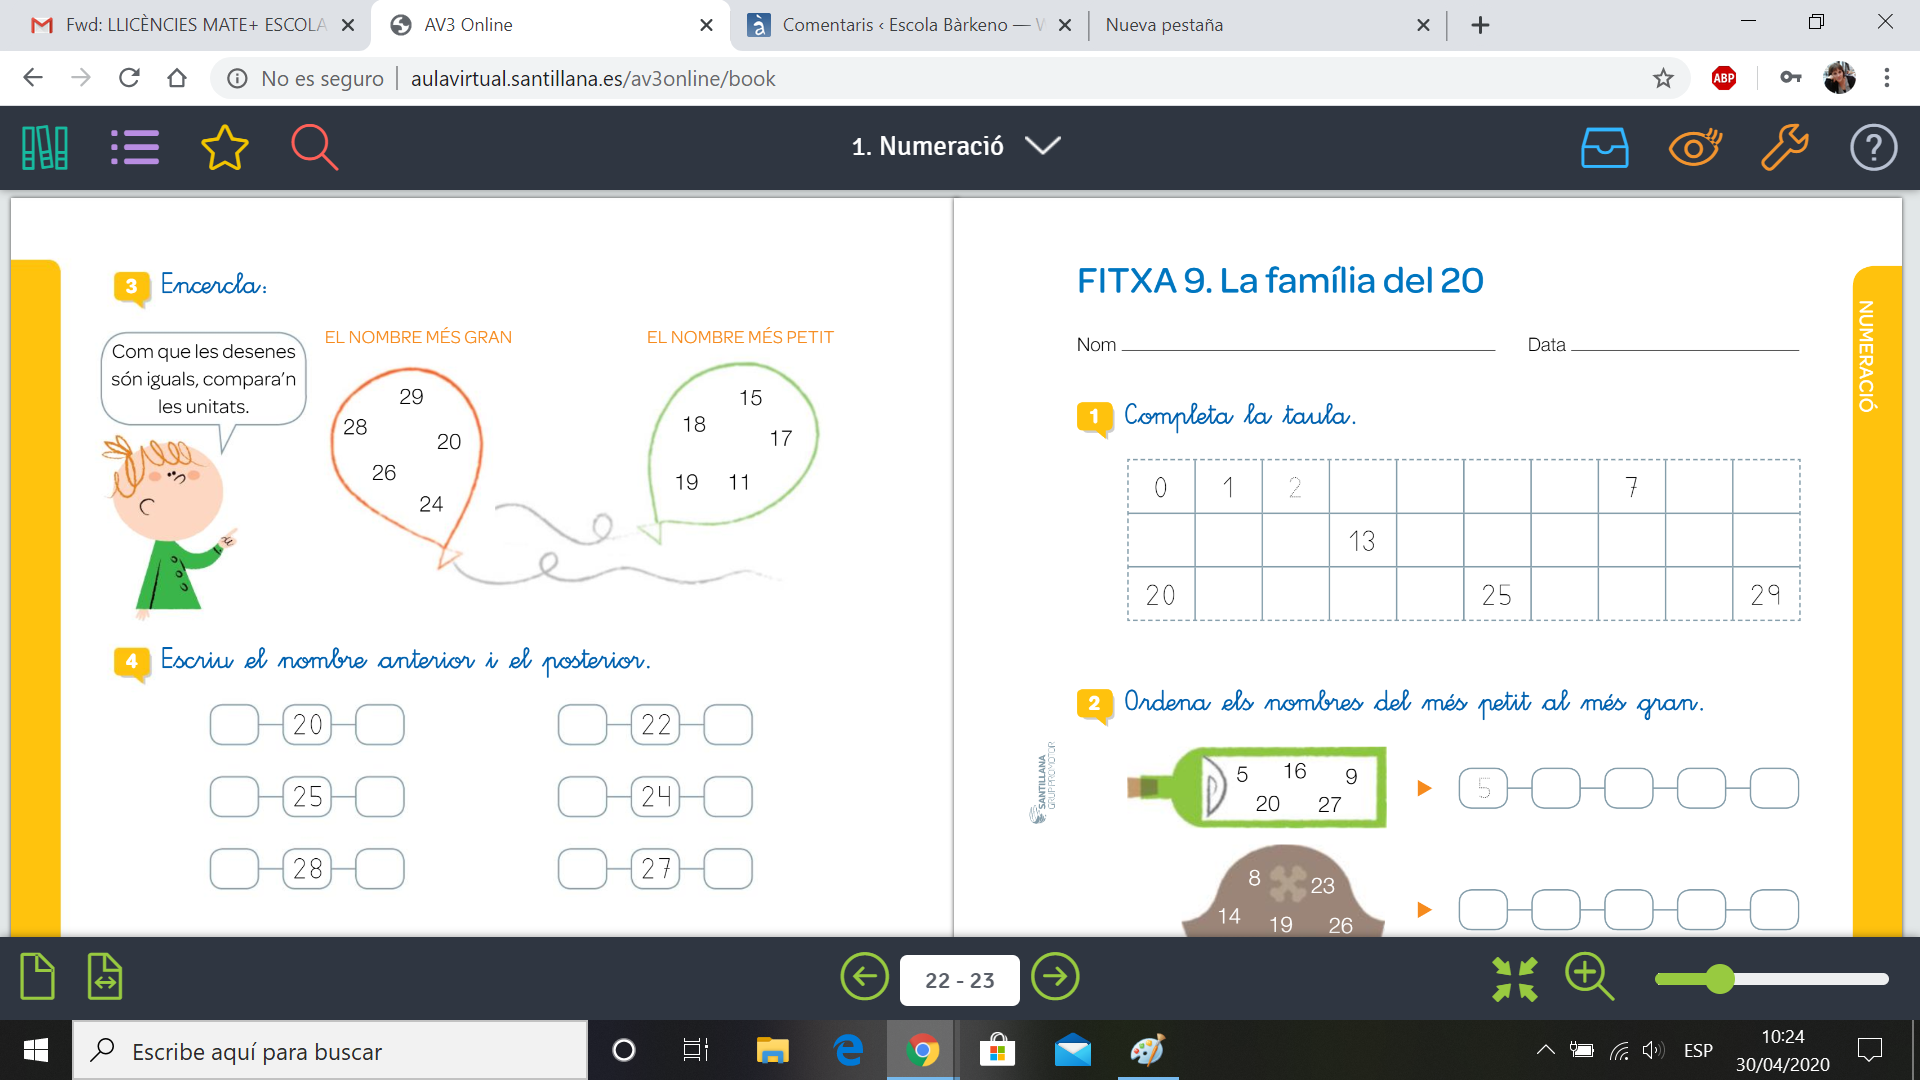 Fwd: LLICÈNCIES MATE+ ESCOLA
AV3 Online
Comentaris ‹ Escola Bàrkeno —
Nueva pestaña
No es seguro
aulavirtual.santillana.es/av3online/book
ABP
1. Numeració
3 Encercla:
Com que les desenes
són iguals, compara'n
les unitats.
EL NOMBRE MÉS GRAN
29
28
20
26
24
EL NOMBRE MÉS PETIT
15
18
17
19 11
4 Escriu el nombre anterior i el posterior.
20 22
25 24
28 27
FITXA 9. La família del 20
Nom Data
NUMERACIÓ
1 Completa la taula.
0 1 2 7
13
20 25 29
2 Ordena els nombres del més petit al més gran.
5 16 9
20 27
5
8 23
14 19 26
SANTILLANA
GRUP PROMOTOR
22 - 23
Escribe aquí para buscar
ESP
10:24
30/04/2020